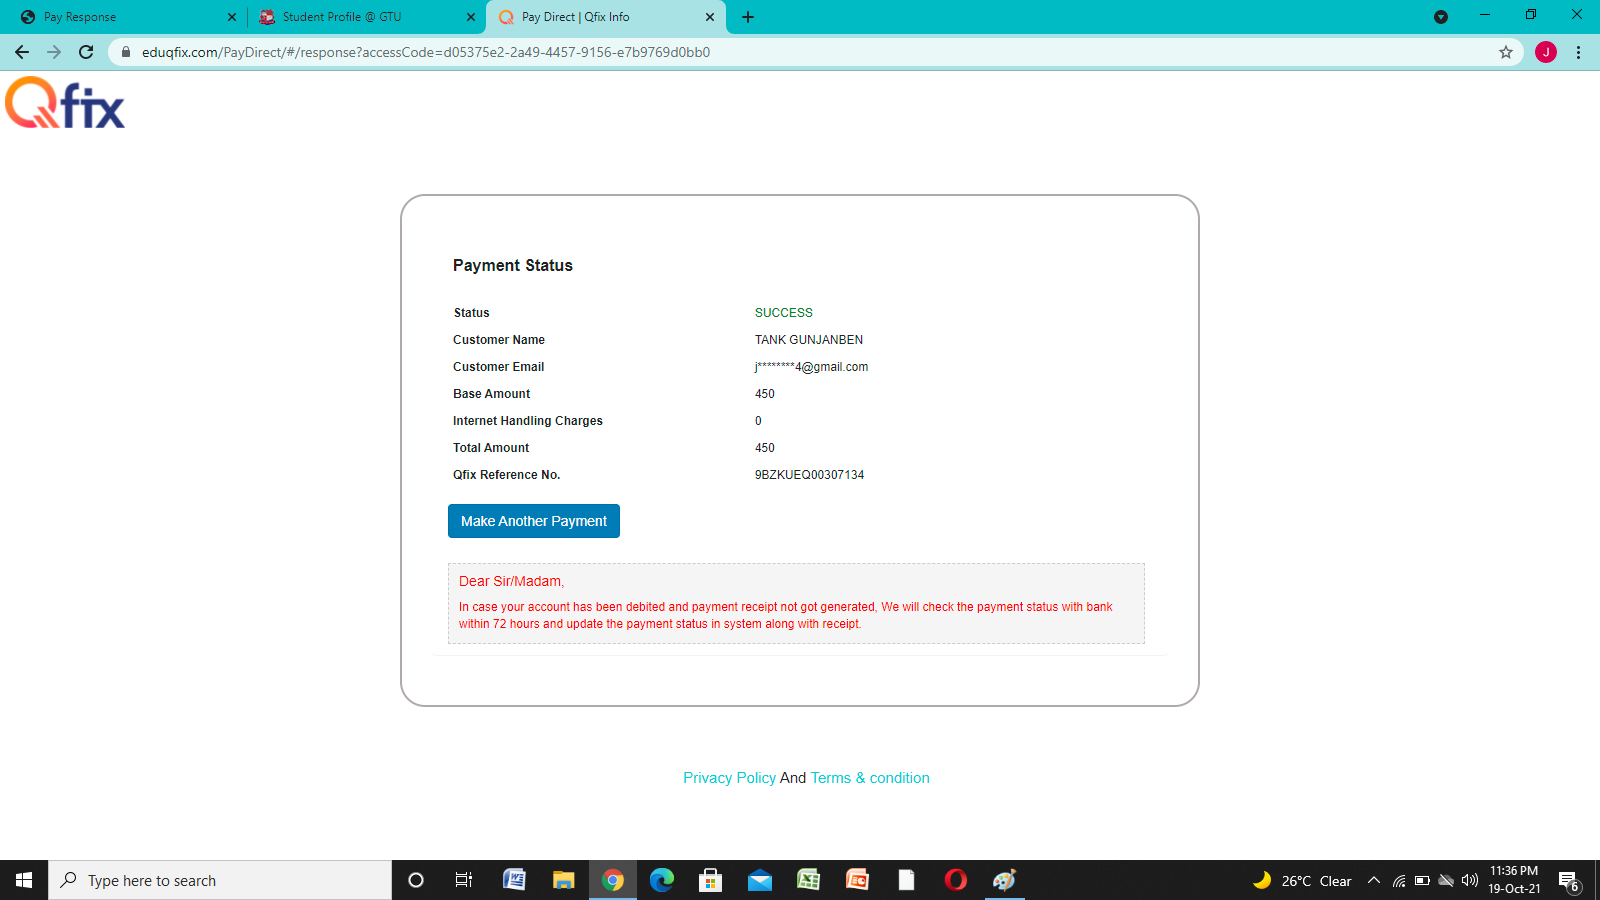 Pay Response
Student Profile @ GTU
Pay Direct | Qfix Info
eduqfix.com/PayDirect/#/response?accessCode=d05375e2-2a49-4457-9156-e7b9769d0bb0
J
Qfix
Payment Status
Status SUCCESS
Customer Name TANK GUNJANBEN
Customer Email j********4@gmail.com
Base Amount 450
Internet Handling Charges 0
Total Amount 450
Qfix Reference No. 9BZKUEQ00307134
Make Another Payment
Dear Sir/Madam,
In case your account has been debited and payment receipt not got generated, We will check the payment status with bank
within 72 hours and update the payment status in system along with receipt.
Privacy Policy And Terms & condition
Type here to search
26°C Clear
11:36 PM
19-Oct-21
6